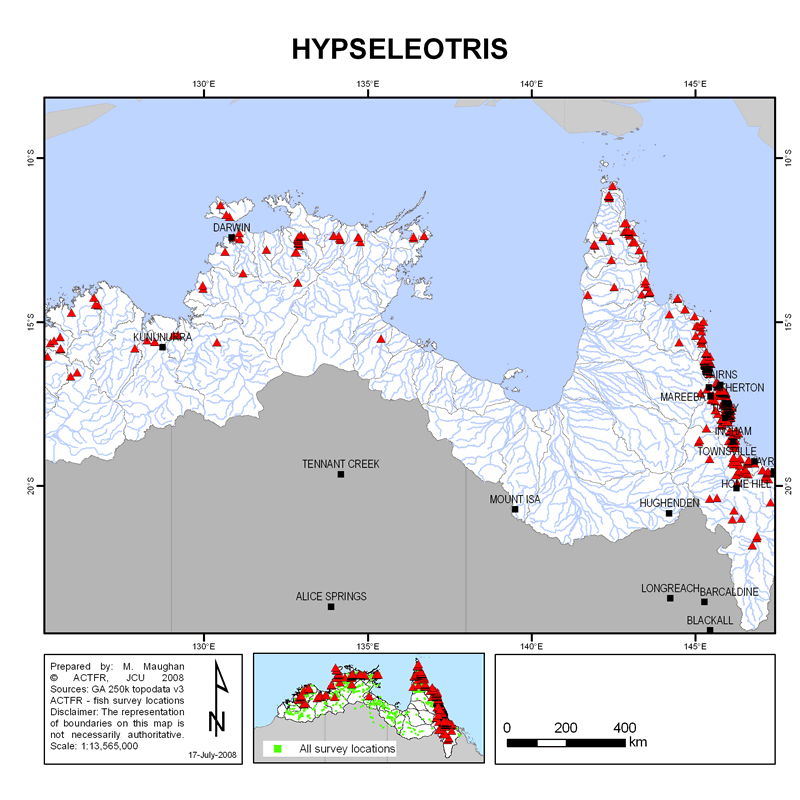 HYPSELEOTRIS
130°E 135°E 140°E 145°E
10°S 10°S
DARWIN
15°S 15°S
KUNUNURRA
MAREEBA
INGHAM
TOWNSVILLE
TENNANT CREEK
20°S HOME HILL 20°S
MOUNT ISA HUGHENDEN
ALICE SPRINGS LONGREACH BARCALDINE
BLACKALL
130°E 135°E 140°E 145°E
Prepared by: M. Maughan
© ACTFR, JCU 2008
Sources: GA 250k topodata v3
ACTFR - fish survey locations
Disclaimer: The representation
of boundaries on this map is
not necessarily authoritative.
Scale: 1:13,565,000
N
17-July-2008
All survey locations
0 200 400
km